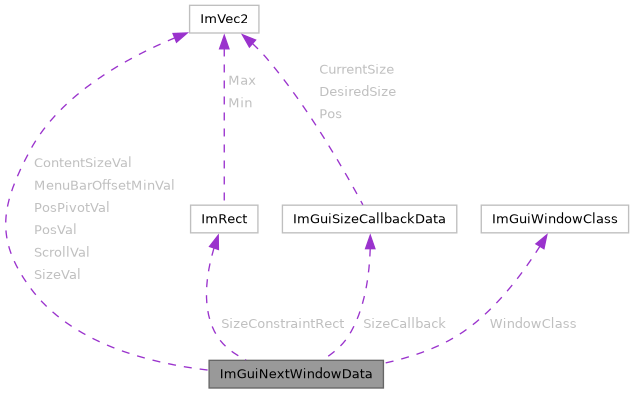 ImVec2
CurrentSize
DesiredSize
Pos
Max
Min
ContentSizeVal
MenuBarOffsetMinVal
PosPivotVal
PosVal
ScrollVal
SizeVal
ImRect
ImGuiSizeCallbackData
ImGuiWindowClass
SizeConstraintRect
SizeCallback
WindowClass
ImGuiNextWindowData